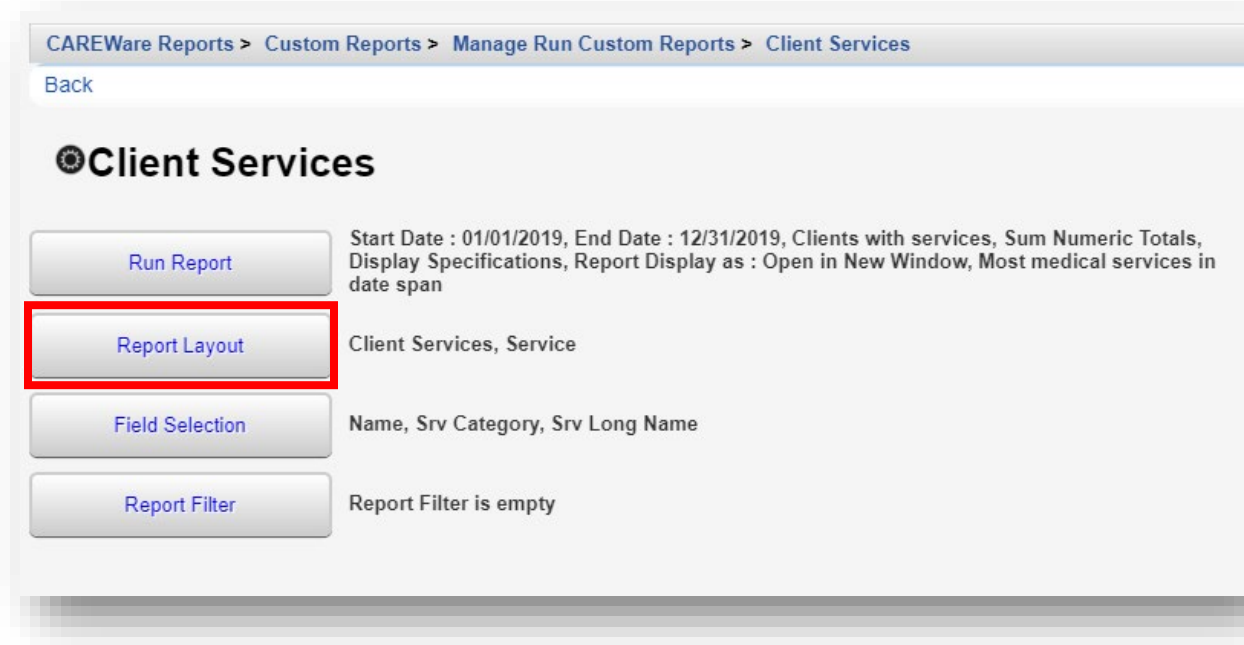 CAREWare Reports > Custom Reports > Manage Run Custom Reports > Client Services
Back
Client Services
Run Report
Start Date : 01/01/2019, End Date : 12/31/2019, Clients with services, Sum Numeric Totals,
Display Specifications, Report Display as : Open in New Window, Most medical services in
date span
Report Layout
Client Services, Service
Field Selection
Name, Srv Category, Srv Long Name
Report Filter
Report Filter is empty